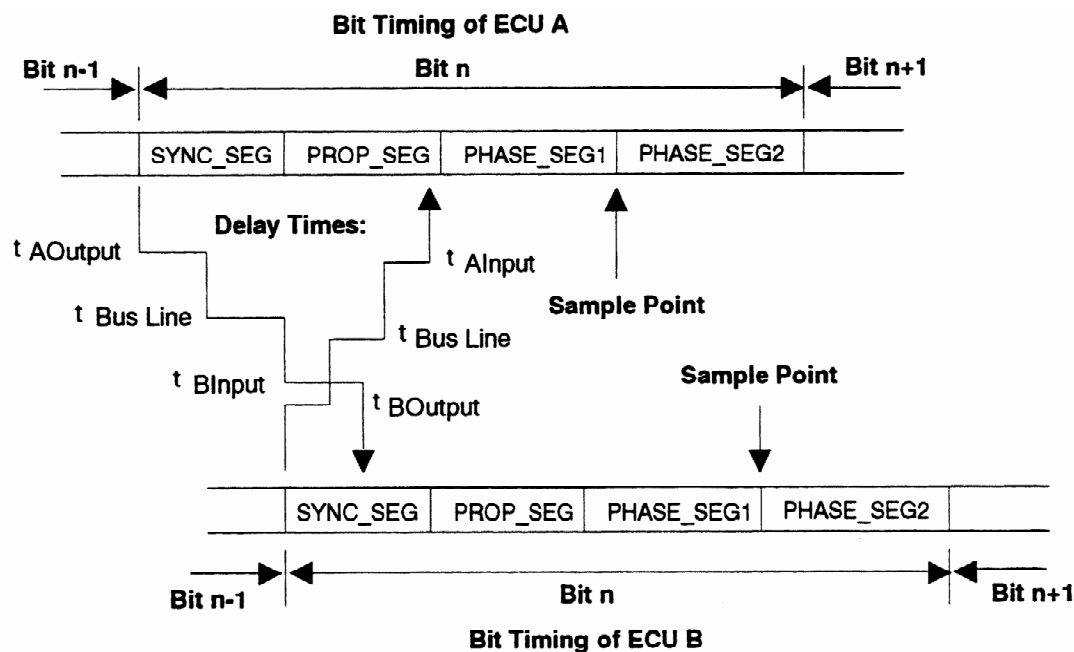 Bit Timing of ECU A
Bit n-1
Bit n
Bit n+1
SYNC_SEG
PROP_SEG
PHASE_SEG1
PHASE_SEG2
Delay Times:
t AOutput
t AInput
Sample Point
t Bus Line
t Bus Line
Sample Point
t BInput
t BOutput
SYNC_SEG
PROP_SEG
PHASE_SEG1
PHASE_SEG2
Bit n-1
Bit n
Bit n+1
Bit Timing of ECU B